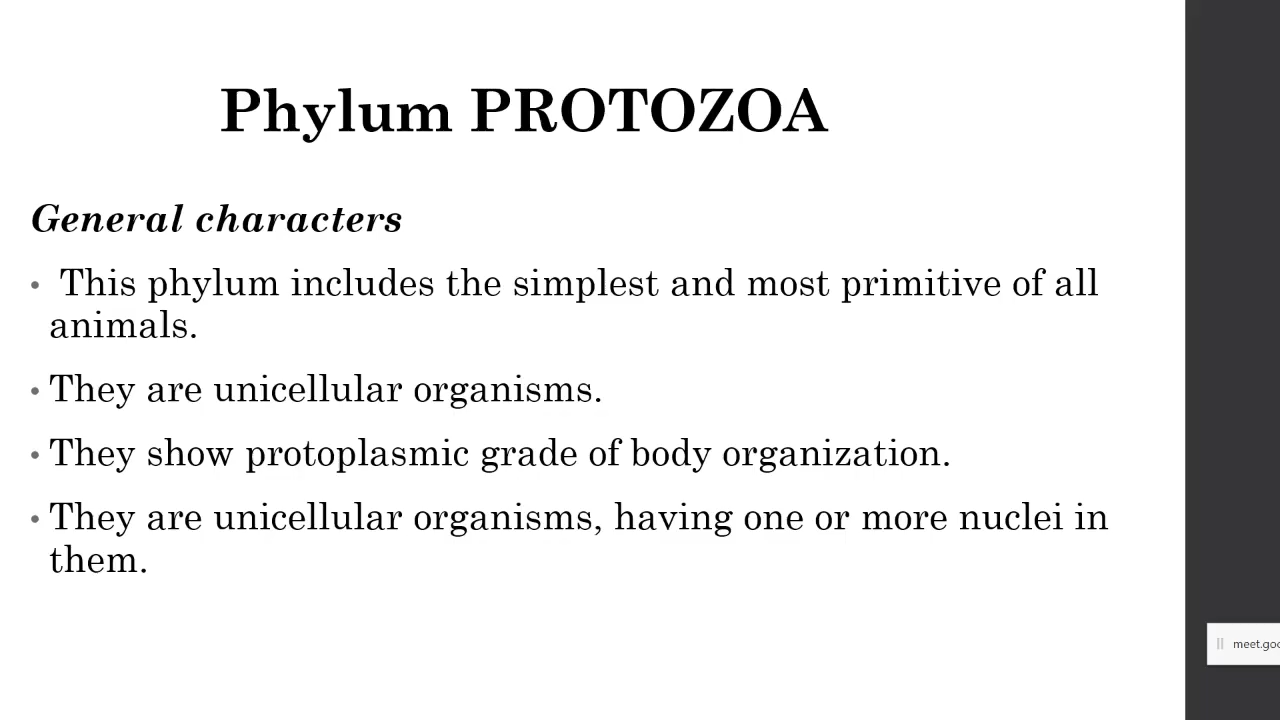 Phylum PROTOZOA
General characters
• This phylum includes the simplest and most primitive of all
animals.
• They are unicellular organisms.
• They show protoplasmic grade of body organization.
• They are unicellular organisms, having one or more nuclei in
them.
meet.goo